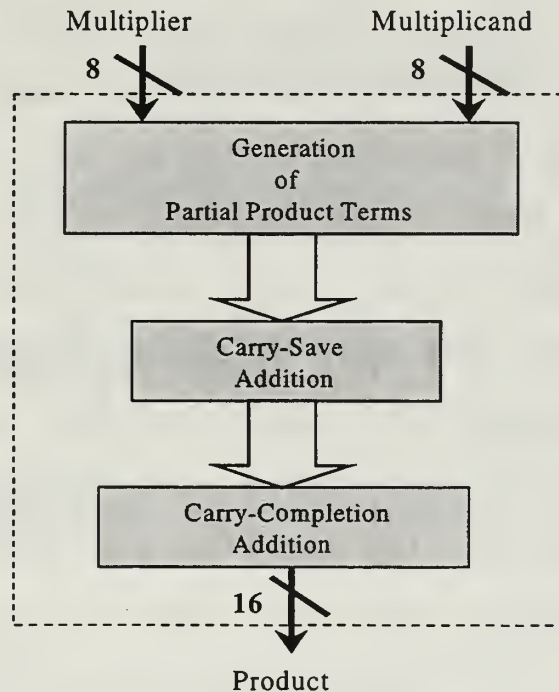 Multiplier Multiplicand
8 8
Generation
of
Partial Product Terms
Carry-Save
Addition
Carry-Completion
Addition
16
Product